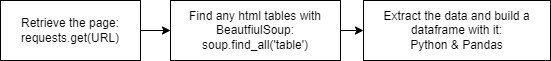 Retrieve the page:
requests.get(URL)
Find any html tables with
BeautfiulSoup:
soup.find_all('table')
Extract the data and build a
dataframe with it:
Python & Pandas